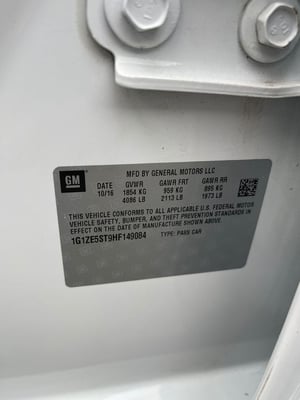 GM
MFD BY GENERAL MOTORS LLC
DATE GVWR GAWR FRT GAWR RR
10/16 1854 KG 959 KG 895 KG
4086 LB 2113 LB 1973 LB
THIS VEHICLE CONFORMS TO ALL APPLICABLE U.S. FEDERAL MOTOR
VEHICLE SAFETY, BUMPER, AND THEFT PREVENTION STANDARDS IN
EFFECT ON THE DATE OF MANUFACTURE SHOWN ABOVE.
1G1ZE5ST9HF149084 TYPE: PASS CAR